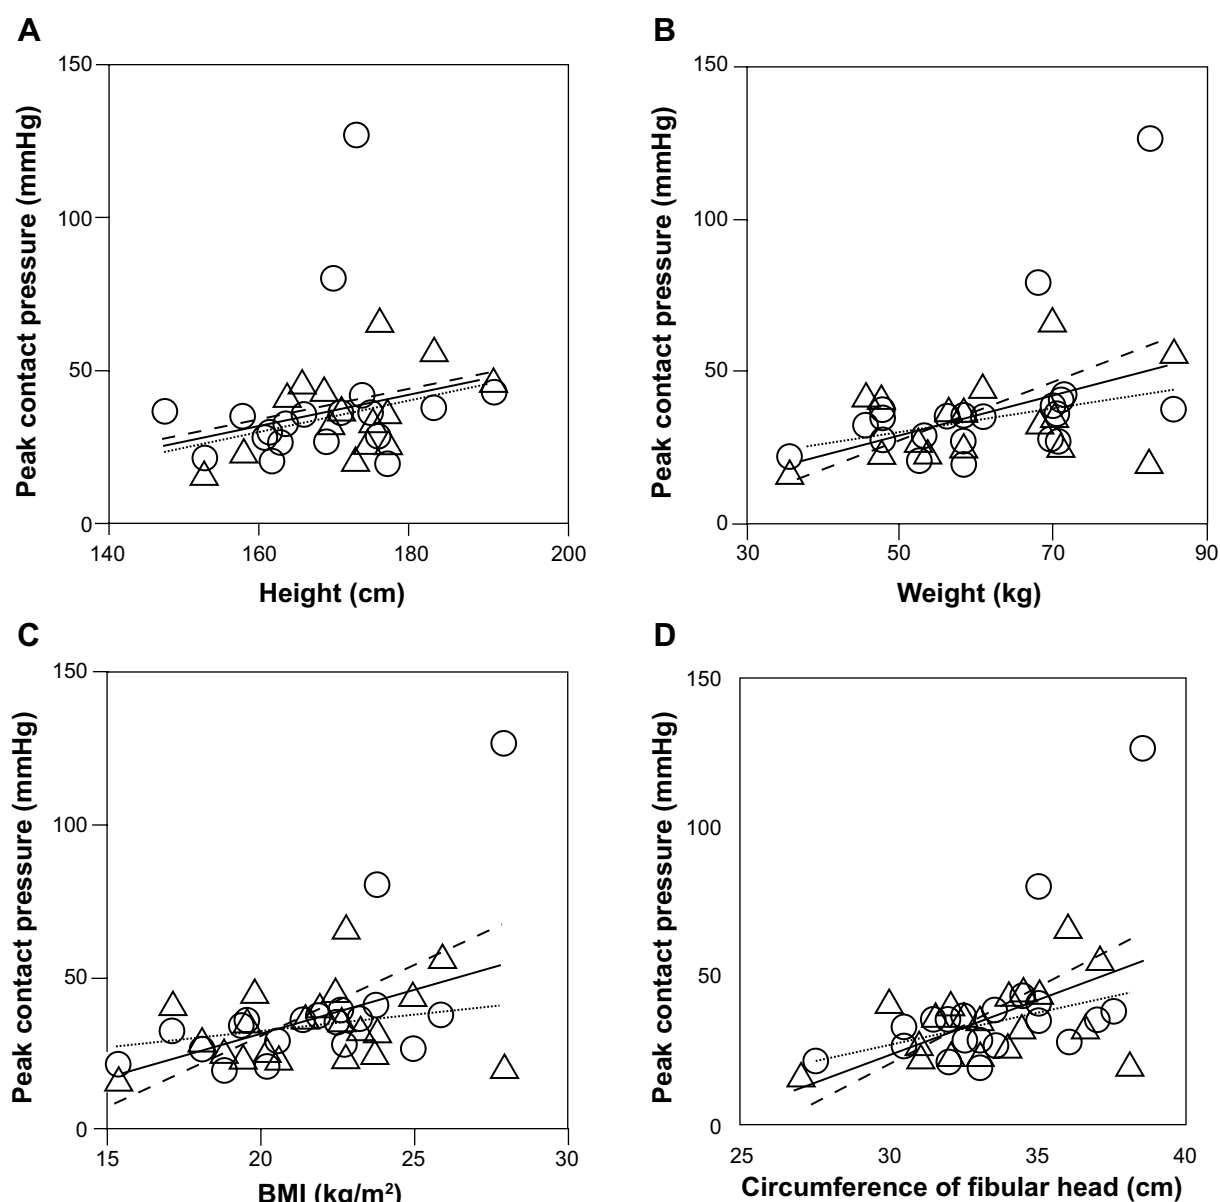 A
B
150
100
50
0
140
160
180
200
Peak contact pressure (mmHg)
Height (cm)
150
100
50
0
30
50
70
90
Peak contact pressure (mmHg)
Weight (kg)
C
D
150
100
50
0
15
20
25
30
Peak contact pressure (mmHg)
BMI (kg/m²)
150
100
50
0
25
30
35
40
Peak contact pressure (mmHg)
Circumference of fibular head (cm)